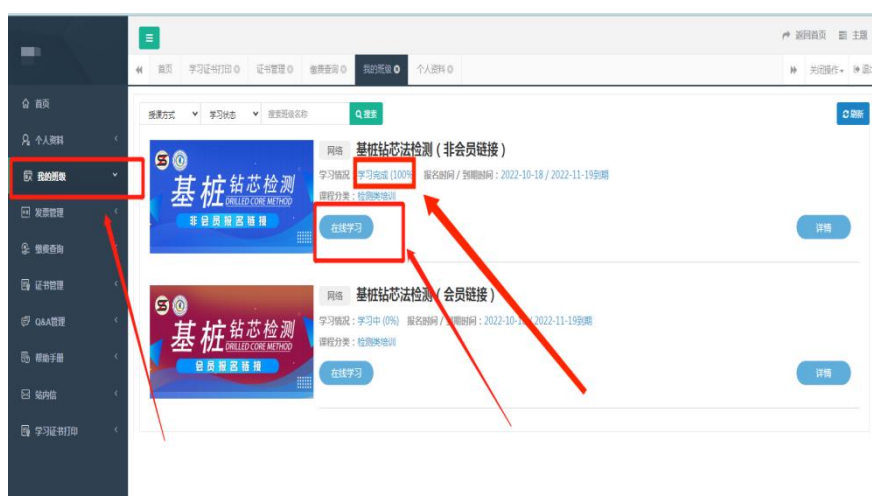 返回首页 主题
首页 学习证书打印 证书管理 缴费查询 我的班级 个人资料 关闭操作
首页
个人资料
我的班级
发票管理
缴费查询
证书管理
Q&A管理
帮助手册
站内信
学习证书打印
授课方式 学习状态 搜索班级名称 搜索 刷新
基桩 钻芯检测
DRILLED CORE METHOD
非会员报名链接
网络 基桩钻芯法检测(非会员链接)
学习情况:学习完成(100% 报名时间/到期时间:2022-10-18 / 2022-11-19到期
课程分类:检测类培训
在线学习 详情
基桩 钻芯检测
DRILLED CORE METHOD
会员报名链接
网络 基桩钻芯法检测(会员链接)
学习情况:学习中(0%) 报名时间/到期时间:2022-10-1 / 2022-11-19到期
课程分类:检测类培训
在线学习 详情